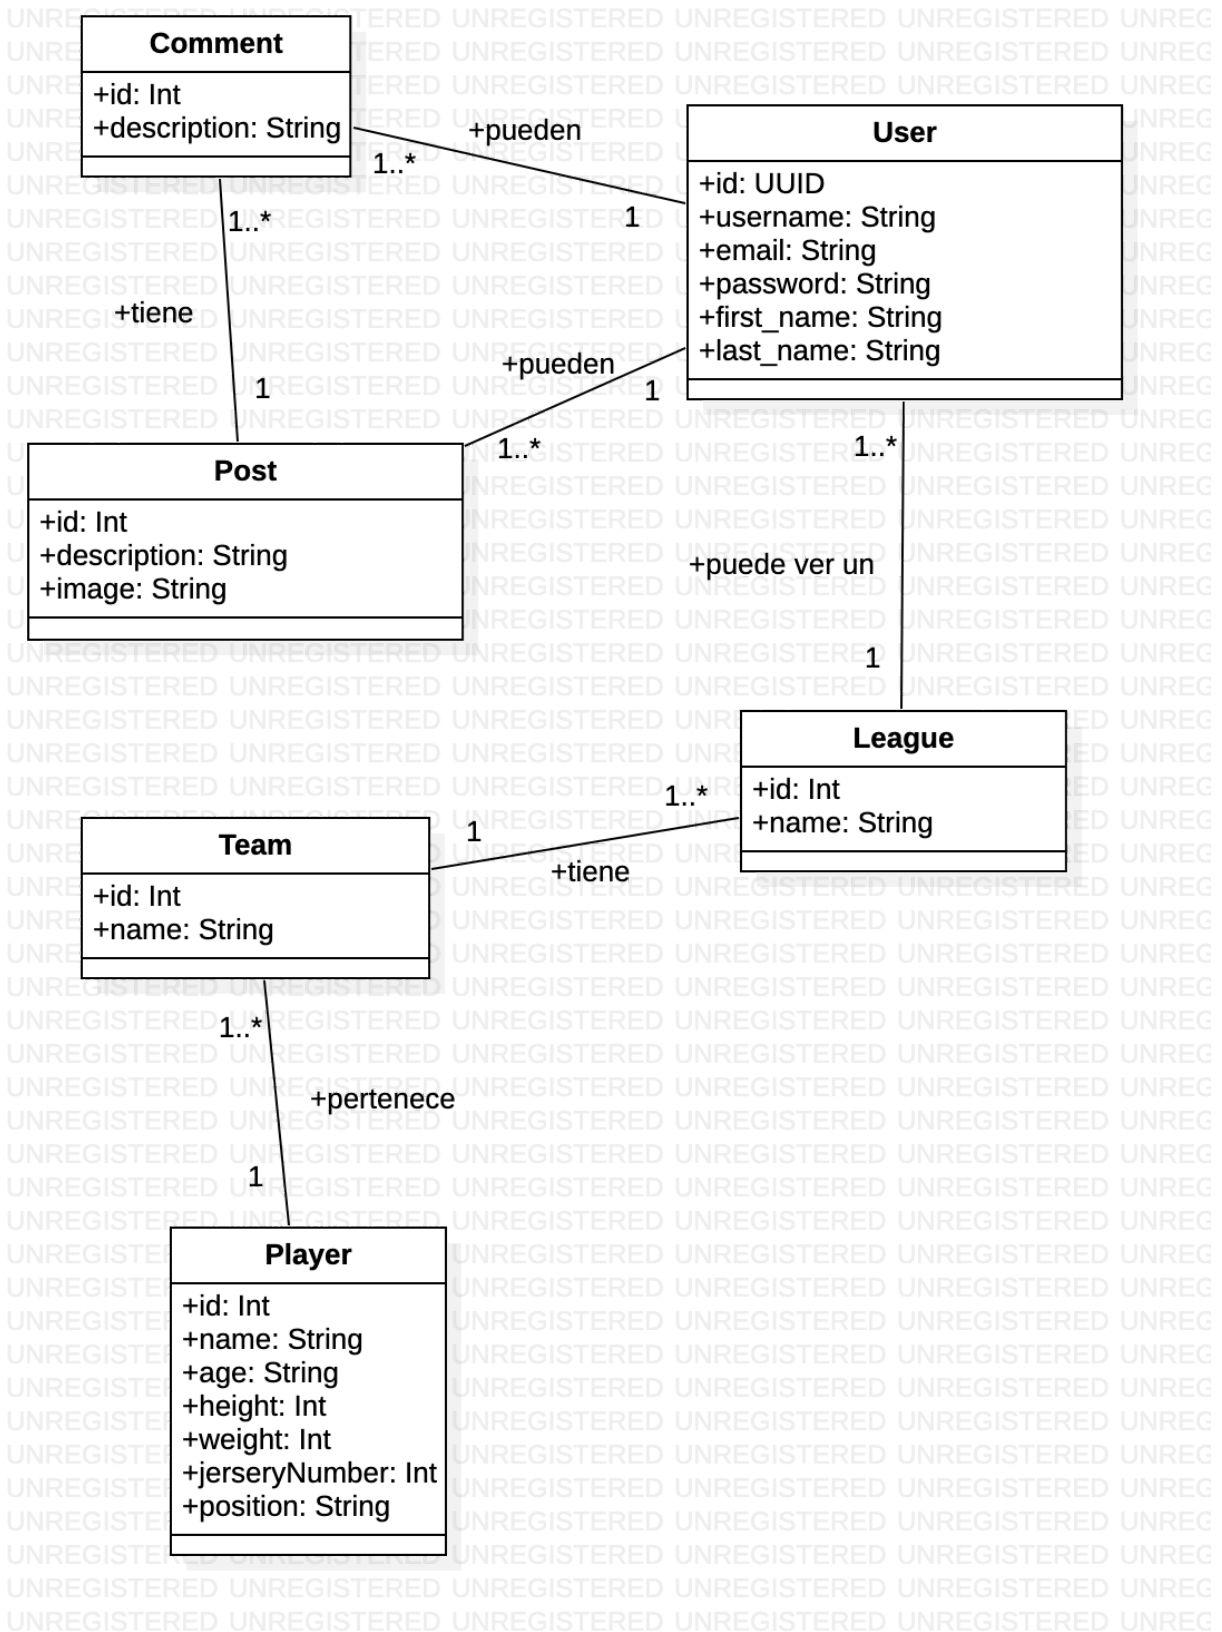 Comment
+id: Int
+description: String
+pueden
1..*
1
User
+id: UUID
+username: String
+email: String
+password: String
+first_name: String
+last_name: String
1..*
+tiene
1
+pueden
1
1..*
Post
+id: Int
+description: String
+image: String
1..*
+puede ver un
1
League
+id: Int
+name: String
1..*
1
+tiene
Team
+id: Int
+name: String
1..*
+pertenece
1
Player
+id: Int
+name: String
+age: String
+height: Int
+weight: Int
+jerseryNumber: Int
+position: String